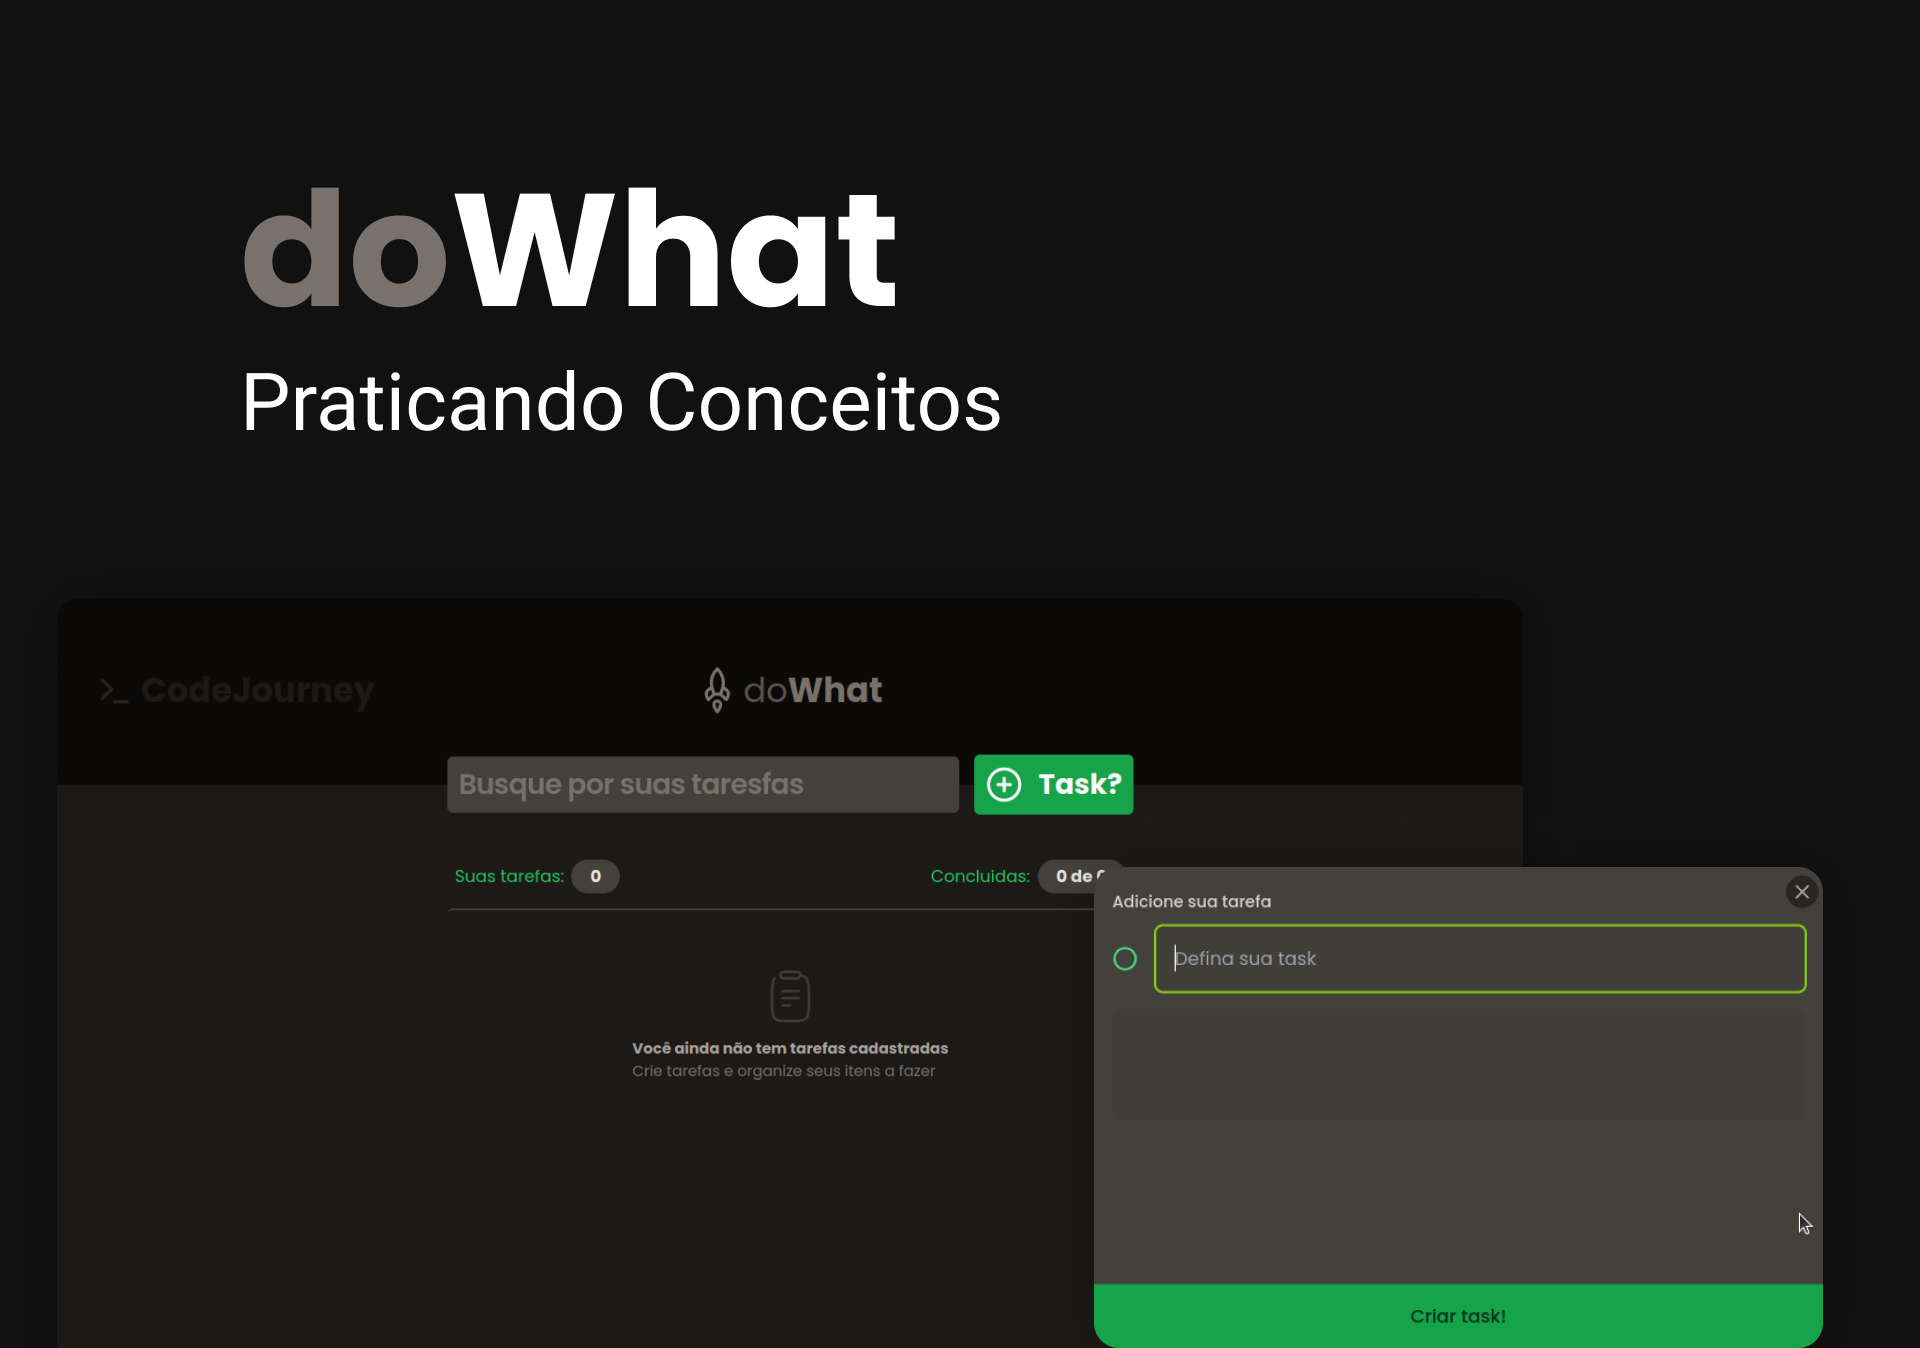 doWhat
Praticando Conceitos
>_ CodeJourney
doWhat
Busque por suas taresfas
Task?
Suas tarefas: 0
Concluidas: 0 de
Adicione sua tarefa
Defina sua task
Você ainda não tem tarefas cadastradas
Crie tarefas e organize seus itens a fazer
Criar task!